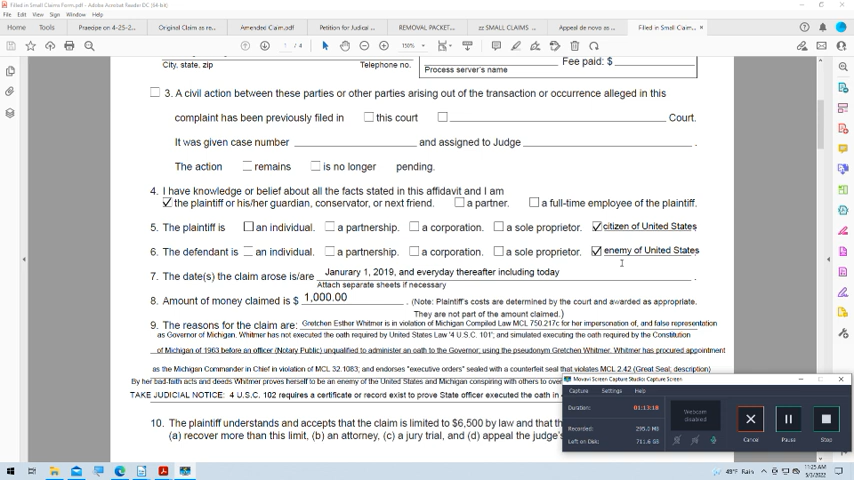 Filled in Small Claims Form.pdf - Adobe Acrobat Reader DC (64-bit)
File Edit View Sign Window Help
Home Tools Praedipe on 4-25-2... Original Claim as re... Amended Claim.pdf Petition for Judicial ... REMOVAL PACKET... zz SMALL CLAIMS ... Appeal de novo as ... Filled in Small Claim... ×
1 / 4 150%
City, state, zip Telephone no. Process server's name Fee paid: $
3. A civil action between these parties or other parties arising out of the transaction or occurrence alleged in this
complaint has been previously filed in this court Court.
It was given case number and assigned to Judge .
The action remains is no longer pending.
4. I have knowledge or belief about all the facts stated in this affidavit and I am
the plaintiff or his/her guardian, conservator, or next friend. a partner. a full-time employee of the plaintiff.
5. The plaintiff is an individual. a partnership. a corporation. a sole proprietor. citizen of United States
6. The defendant is an individual. a partnership. a corporation. a sole proprietor. enemy of United States
7. The date(s) the claim arose is/are Janurary 1, 2019, and everyday thereafter including today .
Attach separate sheets if necessary
8. Amount of money claimed is $ 1,000.00 . (Note: Plaintiff's costs are determined by the court and awarded as appropriate.
They are not part of the amount claimed.)
9. The reasons for the claim are: Gretchen Esther Whitmer is in violation of Michigan Compiled Law MCL 750.217c for her impersonation of, and false representation
as Governor of Michigan. Whitmer has not executed the oath required by United States Law '4 U.S.C. 101'; and simulated executing the oath required by the Constitution
of Michigan of 1963 before an officer (Notary Public) unqualified to administer an oath to the Governor; using the pseudonym Gretchen Whitmer. Whitmer has procured appointment
as the Michigan Commander in Chief in violation of MCL 32.1083; and endorses "executive orders" sealed with a counterfeit seal that violates MCL 2.42 (Great Seal; description)
By her bad-faith acts and deeds Whitmer proves herself to be an enemy of the United States and Michigan conspiring with others to over
TAKE JUDICIAL NOTICE: 4 U.S.C. 102 requires a certificate or record exist to prove State officer executed the oath in
10. The plaintiff understands and accepts that the claim is limited to $6,500 by law and that th
(a) recover more than this limit, (b) an attorney, (c) a jury trial, and (d) appeal the judge's
Movavi Screen Capture Studio: Capture Screen
Capture Settings Help
Duration: 01:13:18
Recorded: 295.0 MB
Left on Disk: 711.6 GB
Webcam disabled
Cancel Pause Stop
49°F Rain
11:25 AM
5/3/2022